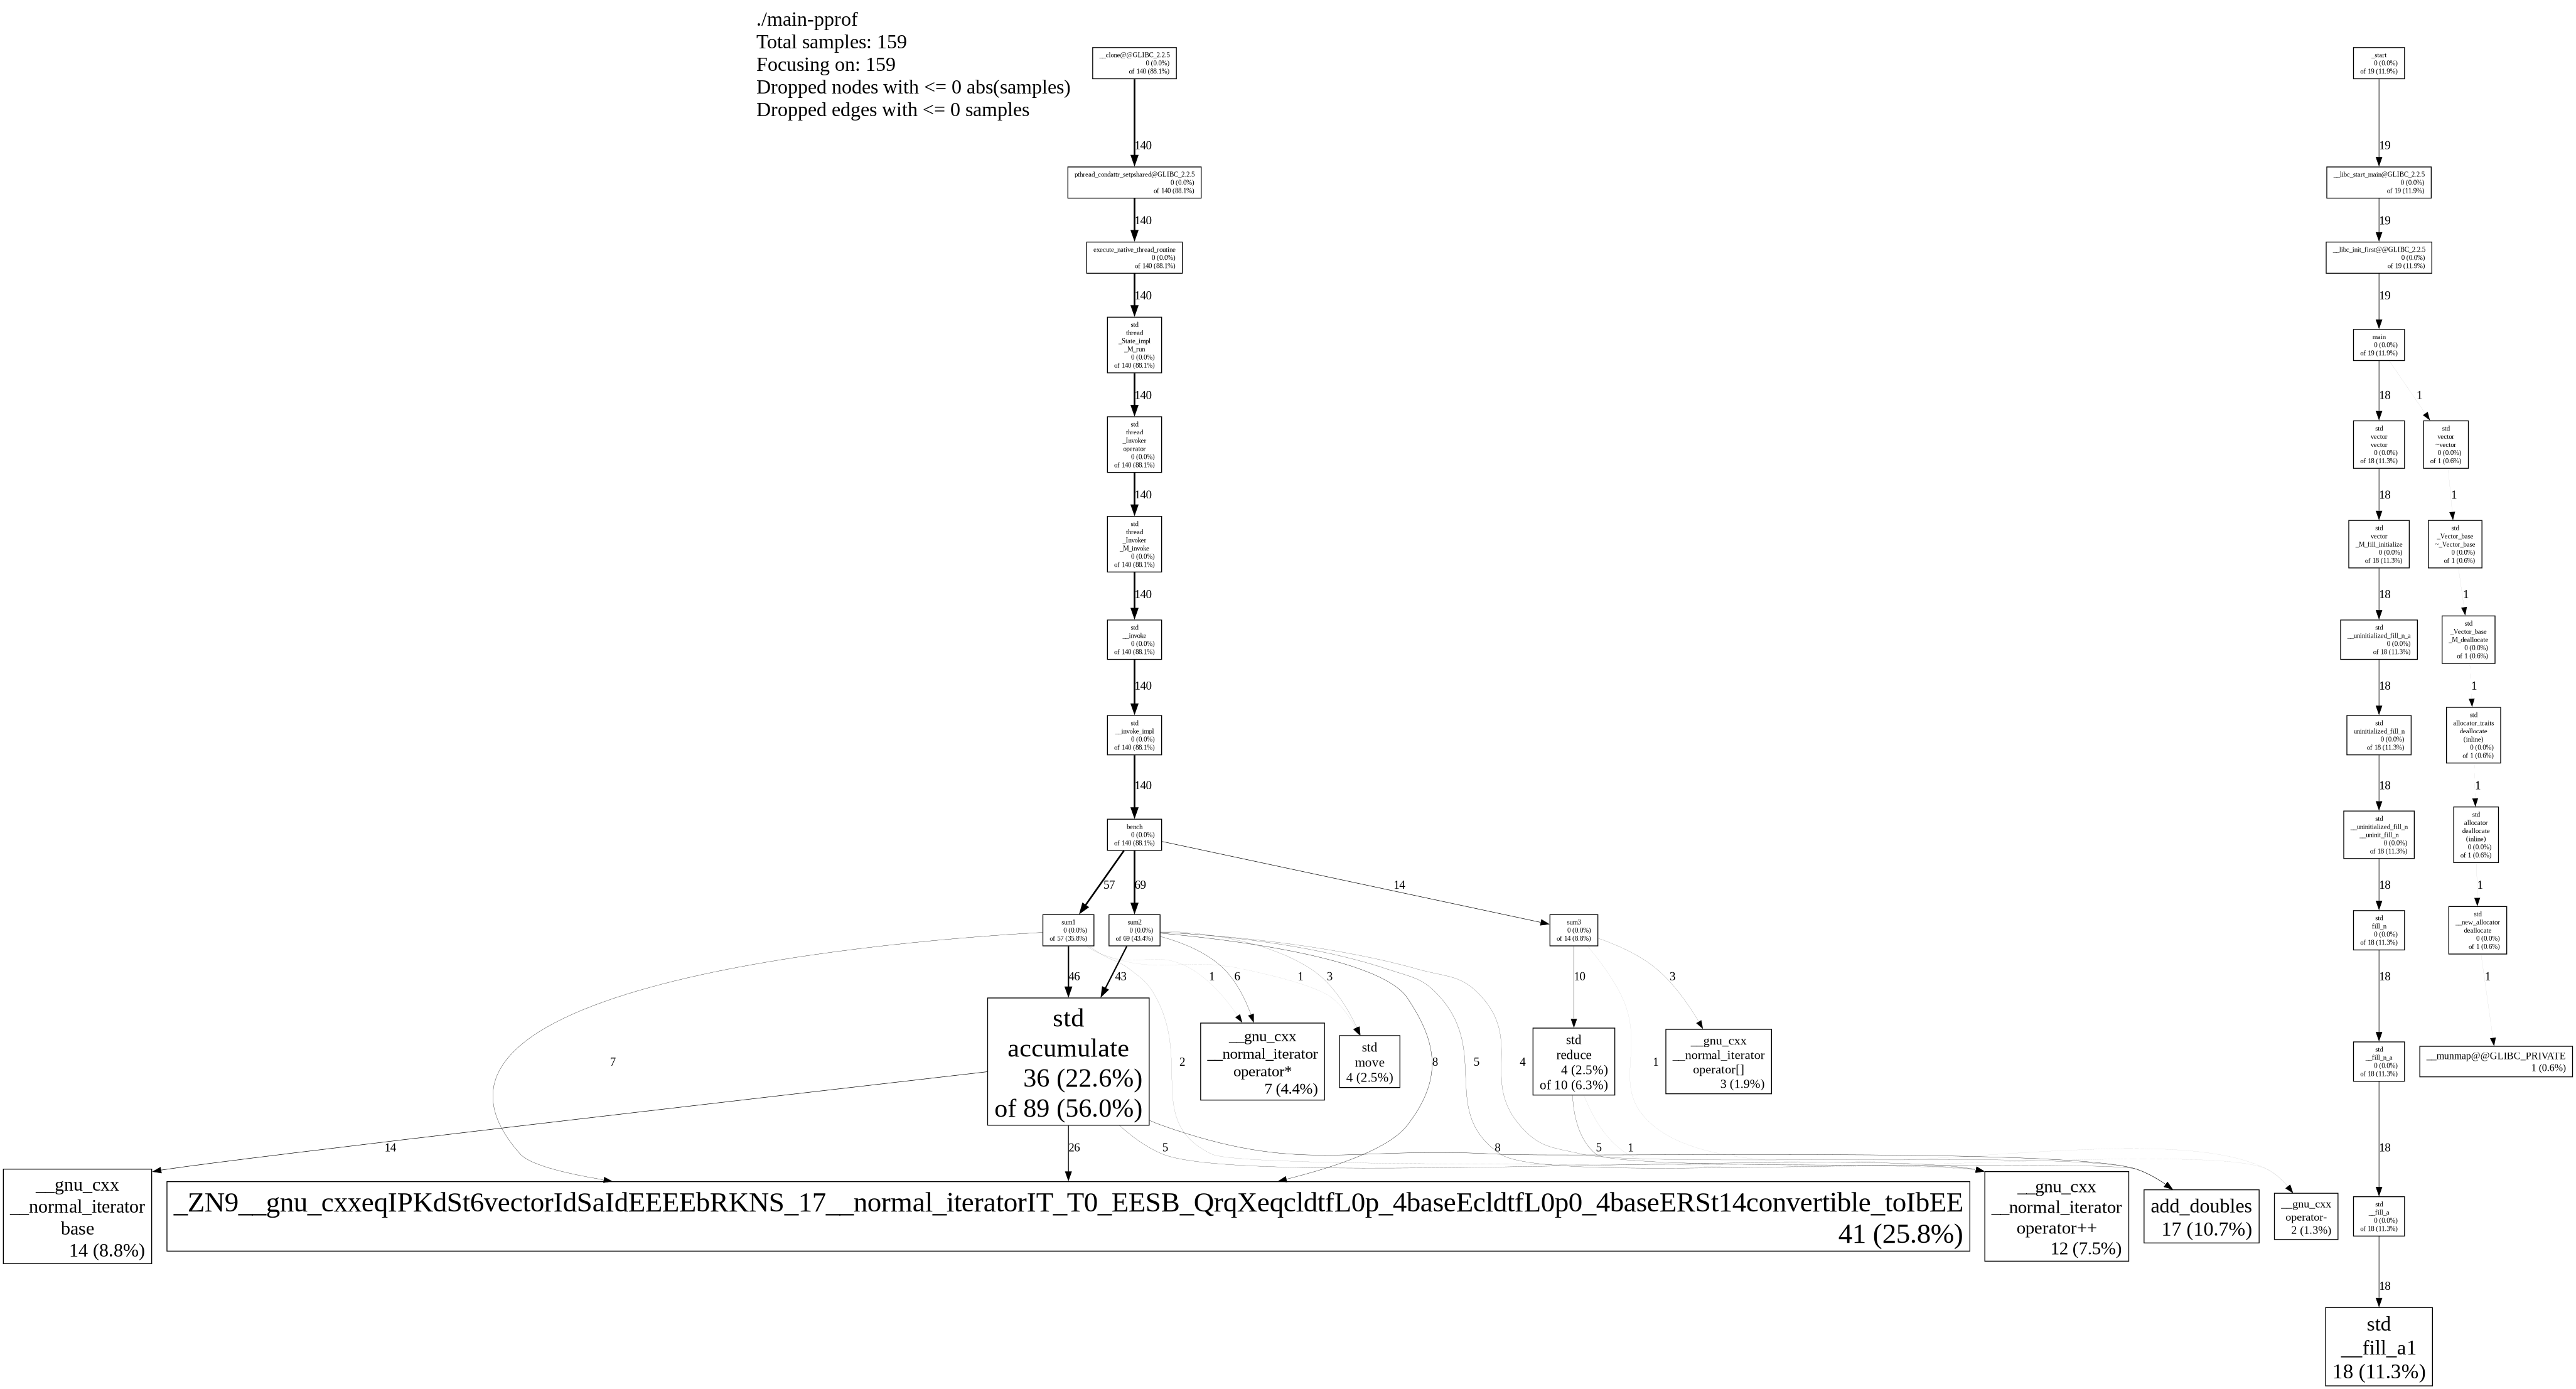 ./main-pprof
Total samples: 159
Focusing on: 159
Dropped nodes with <= 0 abs(samples)
Dropped edges with <= 0 samples
__clone@@GLIBC_2.2.5
0 (0.0%)
of 140 (88.1%)
140
pthread_condattr_setpshared@GLIBC_2.2.5
0 (0.0%)
of 140 (88.1%)
140
execute_native_thread_routine
0 (0.0%)
of 140 (88.1%)
140
std
thread
_State_impl
_M_run
0 (0.0%)
of 140 (88.1%)
140
std
thread
_Invoker
operator
0 (0.0%)
of 140 (88.1%)
140
std
thread
_Invoker
_M_invoke
0 (0.0%)
of 140 (88.1%)
140
std
__invoke
0 (0.0%)
of 140 (88.1%)
140
std
__invoke_impl
0 (0.0%)
of 140 (88.1%)
140
bench
0 (0.0%)
of 140 (88.1%)
57
69
14
sum1
0 (0.0%)
of 57 (35.8%)
sum2
0 (0.0%)
of 69 (43.4%)
sum3
0 (0.0%)
of 14 (8.8%)
46
43
1
6
1
3
10
3
7
2
8
5
4
1
std
accumulate
36 (22.6%)
of 89 (56.0%)
__gnu_cxx
__normal_iterator
operator*
7 (4.4%)
std
move
4 (2.5%)
std
reduce
4 (2.5%)
of 10 (6.3%)
__gnu_cxx
__normal_iterator
operator[]
3 (1.9%)
14
26
5
8
5
1
__gnu_cxx
__normal_iterator
base
14 (8.8%)
_ZN9__gnu_cxxeqIPKdSt6vectorIdSaIdEEEEbRKNS_17__normal_iteratorIT_T0_EESB_QrqXeqcldtfL0p_4baseEcldtfL0p0_4baseERSt14convertible_toIbEE
41 (25.8%)
__gnu_cxx
__normal_iterator
operator++
12 (7.5%)
add_doubles
17 (10.7%)
__gnu_cxx
operator-
2 (1.3%)
_start
0 (0.0%)
of 19 (11.9%)
19
__libc_start_main@GLIBC_2.2.5
0 (0.0%)
of 19 (11.9%)
19
__libc_init_first@@GLIBC_2.2.5
0 (0.0%)
of 19 (11.9%)
19
main
0 (0.0%)
of 19 (11.9%)
18
1
std
vector
vector
0 (0.0%)
of 18 (11.3%)
18
std
vector
_M_fill_initialize
0 (0.0%)
of 18 (11.3%)
18
std
__uninitialized_fill_n_a
0 (0.0%)
of 18 (11.3%)
18
std
uninitialized_fill_n
0 (0.0%)
of 18 (11.3%)
18
std
__uninitialized_fill_n
__uninit_fill_n
0 (0.0%)
of 18 (11.3%)
18
std
fill_n
0 (0.0%)
of 18 (11.3%)
18
std
__fill_n_a
0 (0.0%)
of 18 (11.3%)
18
std
__fill_a
0 (0.0%)
of 18 (11.3%)
18
std
__fill_a1
18 (11.3%)
std
vector
~vector
0 (0.0%)
of 1 (0.6%)
1
std
_Vector_base
~_Vector_base
0 (0.0%)
of 1 (0.6%)
1
std
_Vector_base
_M_deallocate
0 (0.0%)
of 1 (0.6%)
1
std
allocator_traits
deallocate
(inline)
0 (0.0%)
of 1 (0.6%)
1
std
allocator
deallocate
(inline)
0 (0.0%)
of 1 (0.6%)
1
std
__new_allocator
deallocate
0 (0.0%)
of 1 (0.6%)
1
__munmap@@GLIBC_PRIVATE
1 (0.6%)